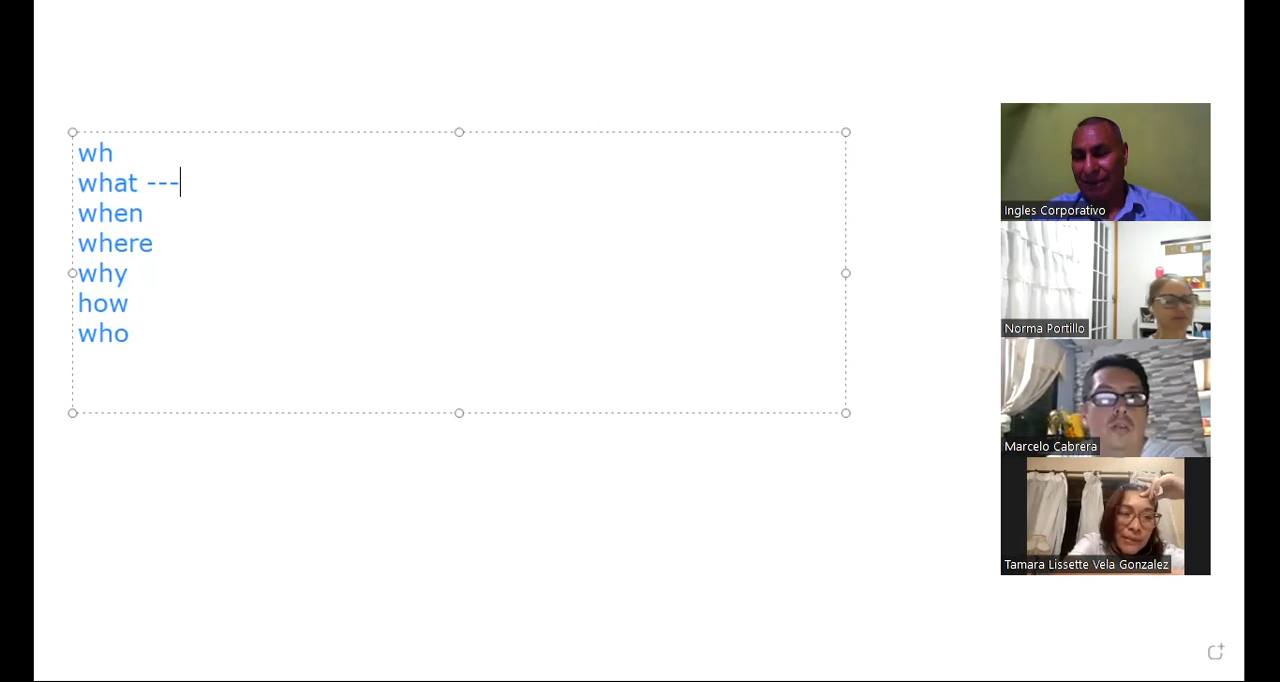 wh
what ---
when
where
why
how
who
Ingles Corporativo
Norma Portillo
Marcelo Cabrera
Tamara Lissette Vela Gonzalez